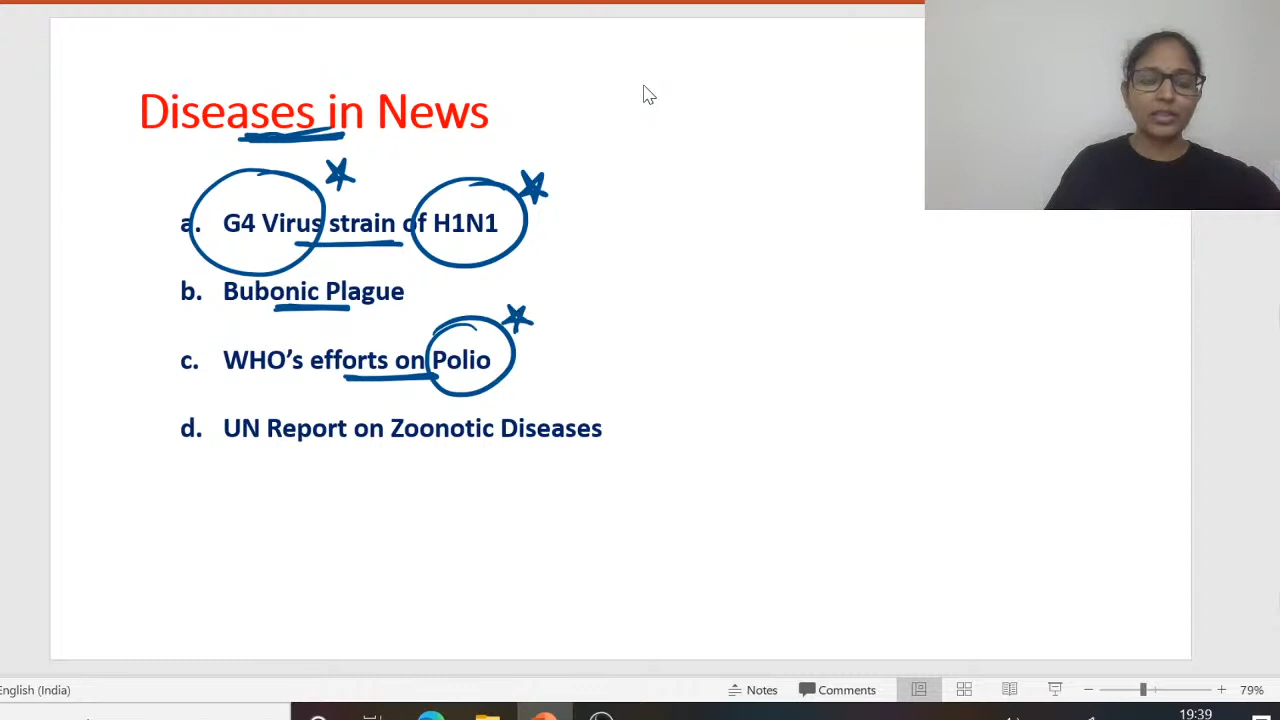 Diseases in News
a. G4 Virus strain of H1N1
b. Bubonic Plague
c. WHO’s efforts on Polio
d. UN Report on Zoonotic Diseases
English (India)
Notes
Comments
79%
19:39